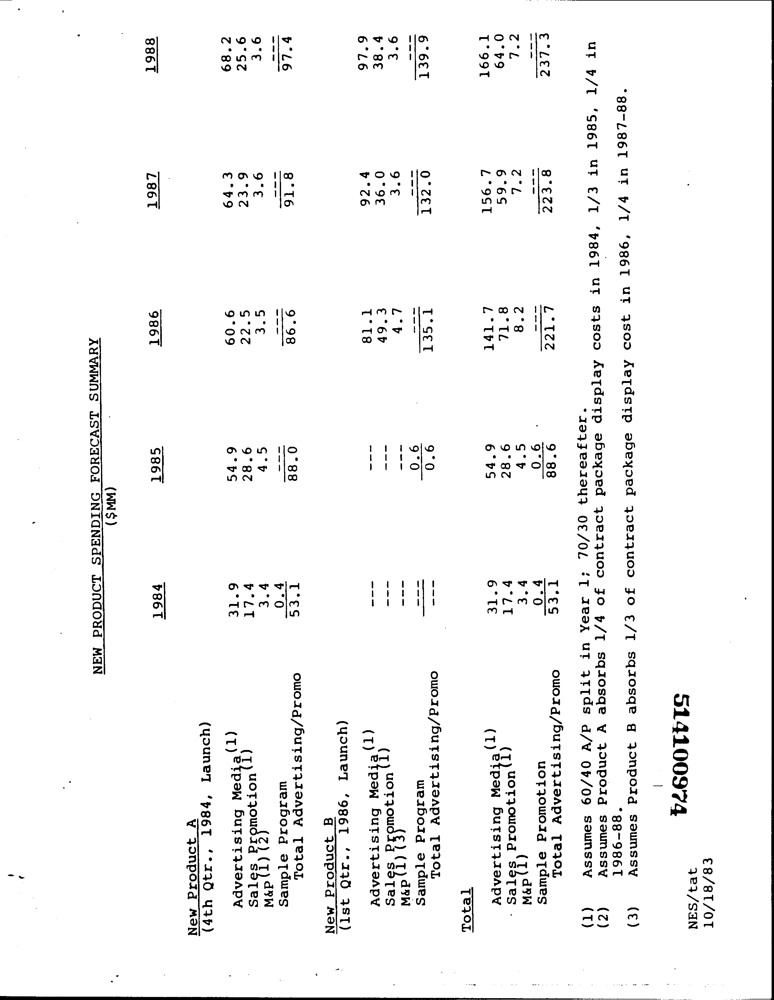 NEW PRODUCT SPENDING FORECAST SUMMARY
($MM)
1984 1985 1986 1987 1988
New Product A
(4th Qtr., 1984, Launch)
Advertising Media(1) 31.9 54.9 60.6 64.3 68.2
Sales Promotion(1) 17.4 28.6 22.5 23.9 25.6
M&P(1)(2) 3.4 4.5 3.5 3.6 3.6
Sample Program 0.4 --- --- --- ---
Total Advertising/Promo 53.1 88.0 86.6 91.8 97.4
New Product B
(1st Qtr., 1986, Launch)
Advertising Media(1) --- --- 81.1 92.4 97.9
Sales Promotion(1) --- --- 49.3 36.0 38.4
M&P(1)(3) --- --- 4.7 3.6 3.6
Sample Program --- 0.6 --- --- ---
Total Advertising/Promo --- 0.6 135.1 132.0 139.9
Total
Advertising Media(1) 31.9 54.9 141.7 156.7 166.1
Sales Promotion(1) 17.4 28.6 71.8 59.9 64.0
M&P(1) 3.4 4.5 8.2 7.2 7.2
Sample Promotion 0.4 0.6 --- --- ---
Total Advertising/Promo 53.1 88.6 221.7 223.8 237.3
(1) Assumes 60/40 A/P split in Year 1; 70/30 thereafter.
(2) Assumes Product A absorbs 1/4 of contract package display costs in 1984, 1/3 in 1985, 1/4 in
1986-88.
(3) Assumes Product B absorbs 1/3 of contract package display cost in 1986, 1/4 in 1987-88.
NES/tat
10/18/83
514100974